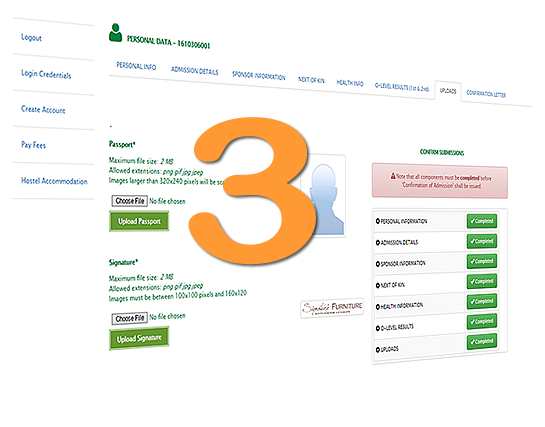 Logout
Login Credentials
Create Account
Pay Fees
Hostel Accommodation
PERSONAL DATA - 1610306001
PERSONAL INFO
ADMISSION DETAILS
SPONSOR INFORMATION
NEXT OF KIN
HEALTH INFO
O-LEVEL RESULTS (1st & 2nd)
UPLOADS
CONFIRMATION LETTER
3
Passport*
Maximum file size: 2 MB
Allowed extensions: png gif jpg jpeg
Images larger than 320x240 pixels will be
Choose File No file chosen
Upload Passport
Signature*
Maximum file size: 2 MB
Allowed extensions: png gif jpg jpeg
Images must be between 100x100 pixels and 160x120
Choose File No file chosen
Upload Signature
FURNITURE
CONFIRM SUBMISSIONS
Note that all components must be completed before
'Confirmation of Admission' shall be issued.
PERSONAL INFORMATION Completed
ADMISSION DETAILS Completed
SPONSOR INFORMATION Completed
NEXT OF KIN Completed
HEALTH INFORMATION Completed
O-LEVEL RESULTS Completed
UPLOADS Completed